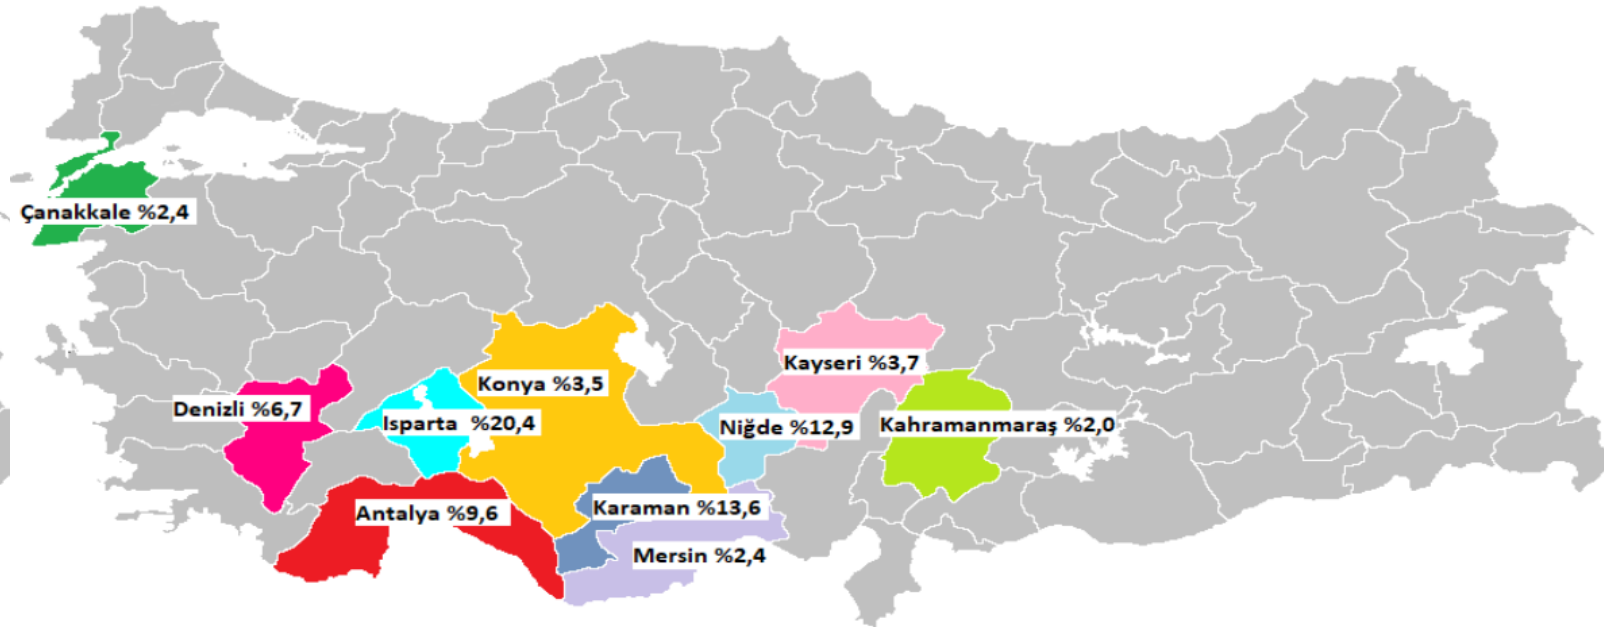 Çanakkale %2,4
Kayseri %3,7
Konya %3,5
Denizli %6,7
Isparta %20,4
Niğde %12,9
Kahramanmaraş %2,0
Antalya %9,6
Karaman %13,6
Mersin %2,4